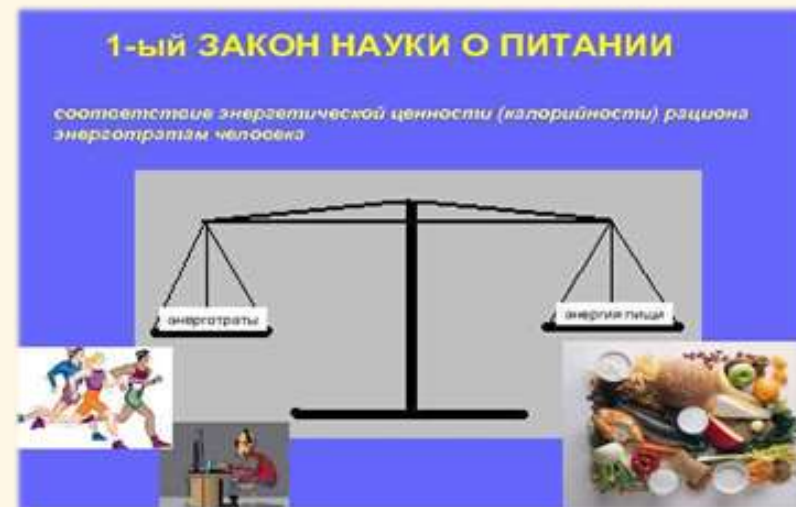 1-ый ЗАКОН НАУКИ О ПИТАНИИ
соответствие энергетической ценности (калорийности) рациона
энерготратам человека
энерготраты
энергия пищи